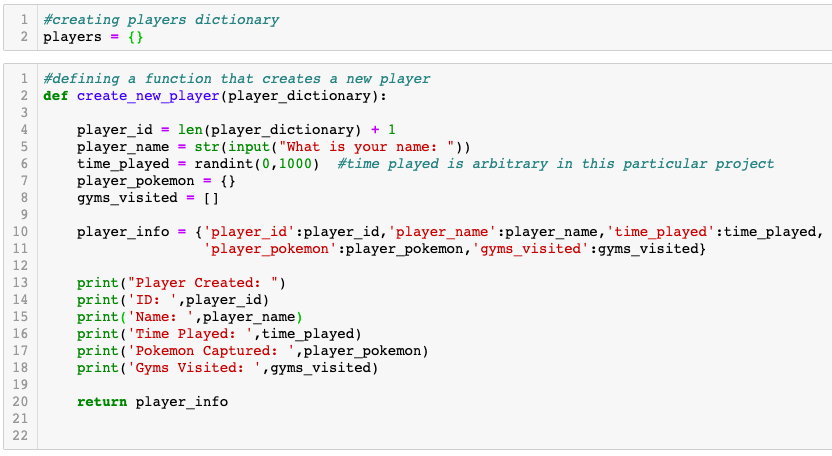 1 #creating players dictionary
2 players = {}
1 #defining a function that creates a new player
2 def create_new_player(player_dictionary):
3
4     player_id = len(player_dictionary) + 1
5     player_name = str(input("What is your name: "))
6     time_played = randint(0,1000)  #time played is arbitrary in this particular project
7     player_pokemon = {}
8     gyms_visited = []
9
10     player_info = {'player_id':player_id,'player_name':player_name,'time_played':time_played,
11                    'player_pokemon':player_pokemon,'gyms_visited':gyms_visited}
12
13     print("Player Created: ")
14     print('ID: ',player_id)
15     print('Name: ',player_name)
16     print('Time Played: ',time_played)
17     print('Pokemon Captured: ',player_pokemon)
18     print('Gyms Visited: ',gyms_visited)
19
20     return player_info
21
22